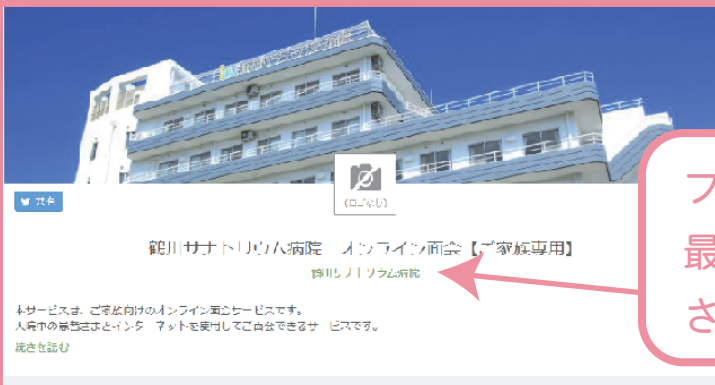 共有
(ロゴなし)
鶴川サナトリウム病院 オンライン面会【ご家族専用】
鶴川サナトリウム病院
本サービスは、ご家族向けのオンライン面会サービスです。
入院中の患者さまとインターネットを使用してご面会できるサービスです。
続きを読む
フ
最
さ